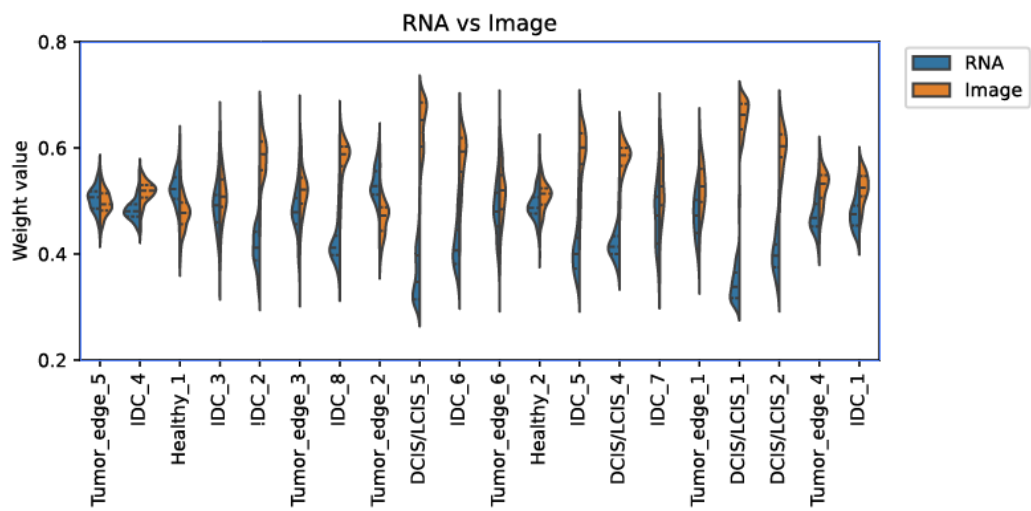 RNA vs Image
RNA
Image
Weight value
0.8
0.6
0.4
0.2
Tumor_edge_5
IDC_4
Healthy_1
IDC_3
IDC_2
Tumor_edge_3
IDC_8
Tumor_edge_2
DCIS/LCIS_5
IDC_6
Tumor_edge_6
Healthy_2
IDC_5
DCIS/LCIS_4
IDC_7
Tumor_edge_1
DCIS/LCIS_1
DCIS/LCIS_2
Tumor_edge_4
IDC_1